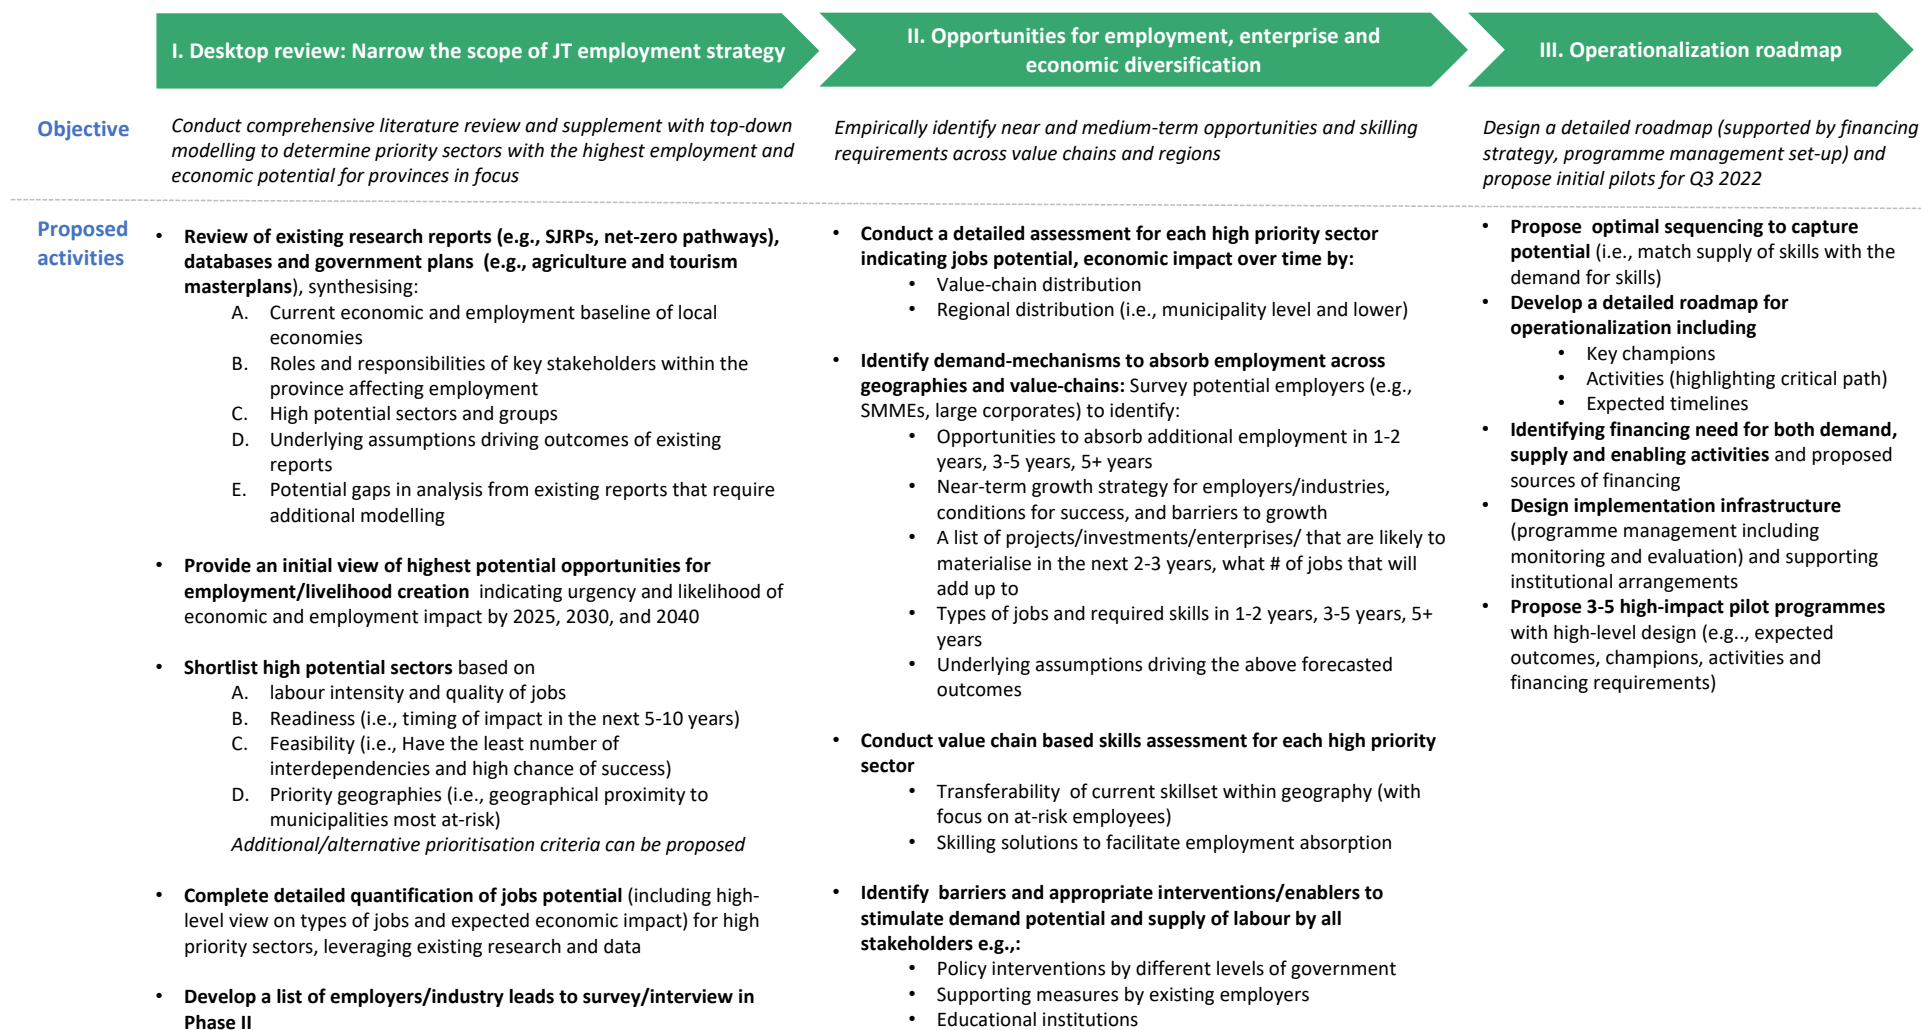 I. Desktop review: Narrow the scope of JT employment strategy
II. Opportunities for employment, enterprise and
economic diversification
III. Operationalization roadmap
Objective
Conduct comprehensive literature review and supplement with top-down
modelling to determine priority sectors with the highest employment and
economic potential for provinces in focus
Empirically identify near and medium-term opportunities and skilling
requirements across value chains and regions
Design a detailed roadmap (supported by financing
strategy, programme management set-up) and
propose initial pilots for Q3 2022
Proposed
activities
• Review of existing research reports (e.g., SJRPs, net-zero pathways),
databases and government plans (e.g., agriculture and tourism
masterplans), synthesising:
A. Current economic and employment baseline of local
economies
B. Roles and responsibilities of key stakeholders within the
province affecting employment
C. High potential sectors and groups
D. Underlying assumptions driving outcomes of existing
reports
E. Potential gaps in analysis from existing reports that require
additional modelling
• Provide an initial view of highest potential opportunities for
employment/livelihood creation indicating urgency and likelihood of
economic and employment impact by 2025, 2030, and 2040
• Shortlist high potential sectors based on
A. labour intensity and quality of jobs
B. Readiness (i.e., timing of impact in the next 5-10 years)
C. Feasibility (i.e., Have the least number of
interdependencies and high chance of success)
D. Priority geographies (i.e., geographical proximity to
municipalities most at-risk)
Additional/alternative prioritisation criteria can be proposed
• Complete detailed quantification of jobs potential (including high-
level view on types of jobs and expected economic impact) for high
priority sectors, leveraging existing research and data
• Develop a list of employers/industry leads to survey/interview in
Phase II
• Conduct a detailed assessment for each high priority sector
indicating jobs potential, economic impact over time by:
• Value-chain distribution
• Regional distribution (i.e., municipality level and lower)
• Identify demand-mechanisms to absorb employment across
geographies and value-chains: Survey potential employers (e.g.,
SMMEs, large corporates) to identify:
• Opportunities to absorb additional employment in 1-2
years, 3-5 years, 5+ years
• Near-term growth strategy for employers/industries,
conditions for success, and barriers to growth
• A list of projects/investments/enterprises/ that are likely to
materialise in the next 2-3 years, what # of jobs that will
add up to
• Types of jobs and required skills in 1-2 years, 3-5 years, 5+
years
• Underlying assumptions driving the above forecasted
outcomes
• Conduct value chain based skills assessment for each high priority
sector
• Transferability of current skillset within geography (with
focus on at-risk employees)
• Skilling solutions to facilitate employment absorption
• Identify barriers and appropriate interventions/enablers to
stimulate demand potential and supply of labour by all
stakeholders e.g.,:
• Policy interventions by different levels of government
• Supporting measures by existing employers
• Educational institutions
• Propose optimal sequencing to capture
potential (i.e., match supply of skills with the
demand for skills)
• Develop a detailed roadmap for
operationalization including
• Key champions
• Activities (highlighting critical path)
• Expected timelines
• Identifying financing need for both demand,
supply and enabling activities and proposed
sources of financing
• Design implementation infrastructure
(programme management including
monitoring and evaluation) and supporting
institutional arrangements
• Propose 3-5 high-impact pilot programmes
with high-level design (e.g.., expected
outcomes, champions, activities and
financing requirements)